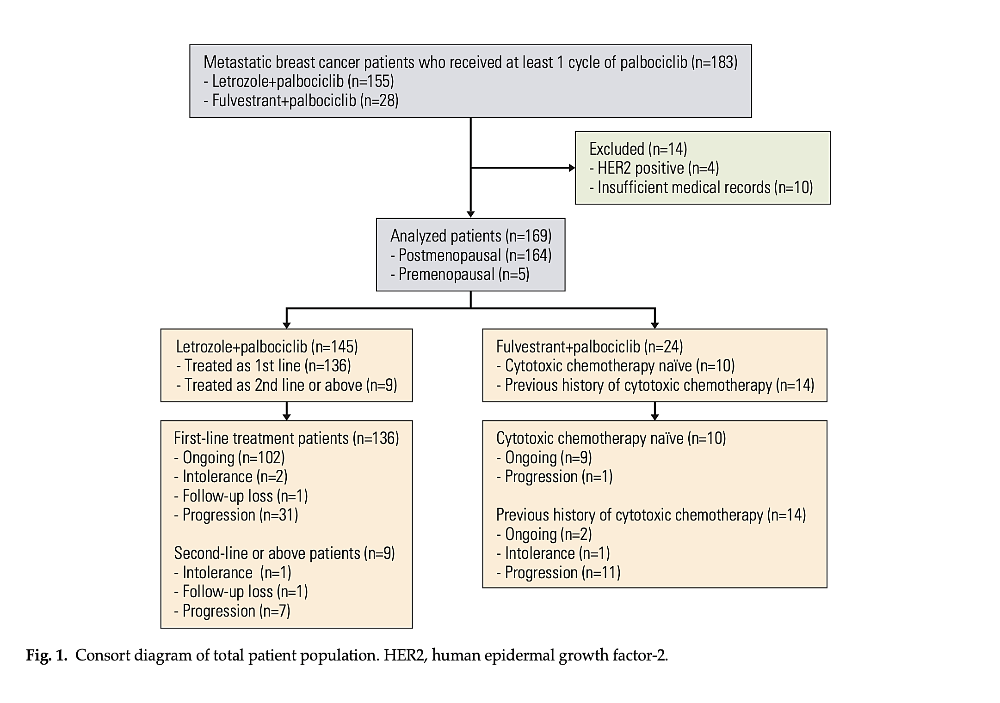 Metastatic breast cancer patients who received at least 1 cycle of palbociclib (n=183)
- Letrozole+palbociclib (n=155)
- Fulvestrant+palbociclib (n=28)
Excluded (n=14)
- HER2 positive (n=4)
- Insufficient medical records (n=10)
Analyzed patients (n=169)
- Postmenopausal (n=164)
- Premenopausal (n=5)
Letrozole+palbociclib (n=145)
- Treated as 1st line (n=136)
- Treated as 2nd line or above (n=9)
Fulvestrant+palbociclib (n=24)
- Cytotoxic chemotherapy naïve (n=10)
- Previous history of cytotoxic chemotherapy (n=14)
First-line treatment patients (n=136)
- Ongoing (n=102)
- Intolerance (n=2)
- Follow-up loss (n=1)
- Progression (n=31)
Second-line or above patients (n=9)
- Intolerance  (n=1)
- Follow-up loss (n=1)
- Progression (n=7)
Cytotoxic chemotherapy naïve (n=10)
- Ongoing (n=9)
- Progression (n=1)
Previous history of cytotoxic chemotherapy (n=14)
- Ongoing (n=2)
- Intolerance (n=1)
- Progression (n=11)
Fig. 1. Consort diagram of total patient population. HER2, human epidermal growth factor-2.